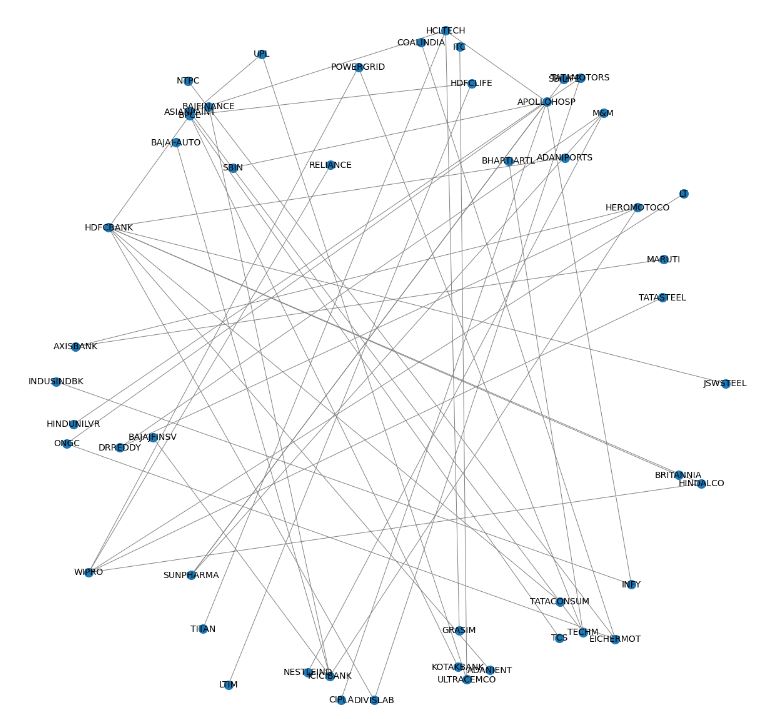 HCLTECH
COALINDIA
ITC
UPL
POWERGRID
TATAMOTORS
NTPC
HDFCLIFE
APOLLOHOSP
BAJFINANCE
ASIANPAINT
M&M
BAJAJ-AUTO
SBIN
RELIANCE
BHARTIARTL
ADANIPORTS
LT
HEROMOTOCO
HDFCBANK
MARUTI
TATASTEEL
AXISBANK
INDUSINDBK
JSWSTEEL
HINDUNILVR
BAJAJFINSV
ONGC
DRREDDY
BRITANNIA
HINDALCO
WIPRO
SUNPHARMA
INFY
TATACONSUM
TITAN
GRASIM
TECHM
TCS
EICHERMOT
KOTAKBANK
ADANIENT
NESTLEIND
ICICIBANK
ULTRACEMCO
LTIM
CIPLA
DIVISLAB